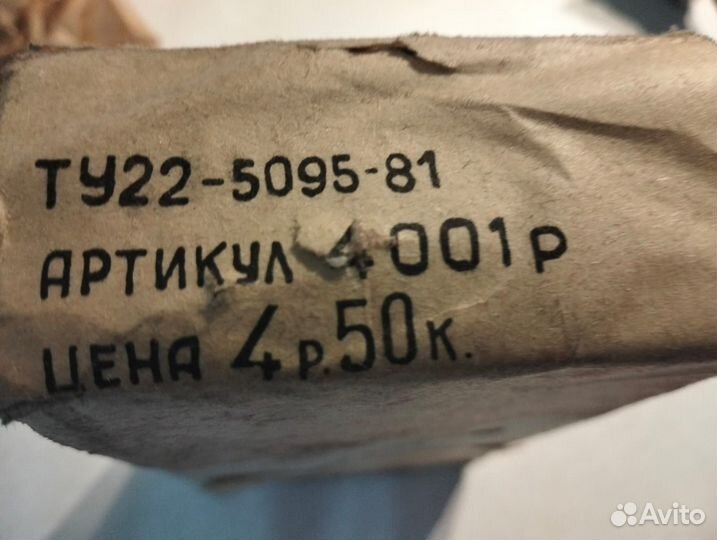 ТУ22-5095-81
АРТИКУЛ 4001р
ЦЕНА 4р.50к.
Avito